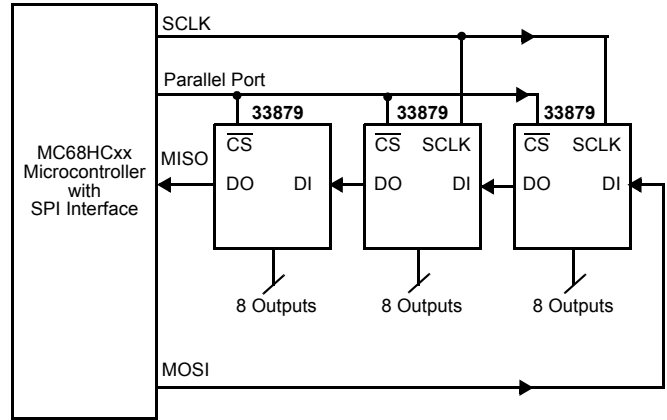 SCLK
Parallel Port
33879 33879 33879
MC68HCxx
Microcontroller
with
SPI Interface
CS CS SCLK CS SCLK
MISO
DO DI DO DI DO DI
8 Outputs 8 Outputs 8 Outputs
MOSI